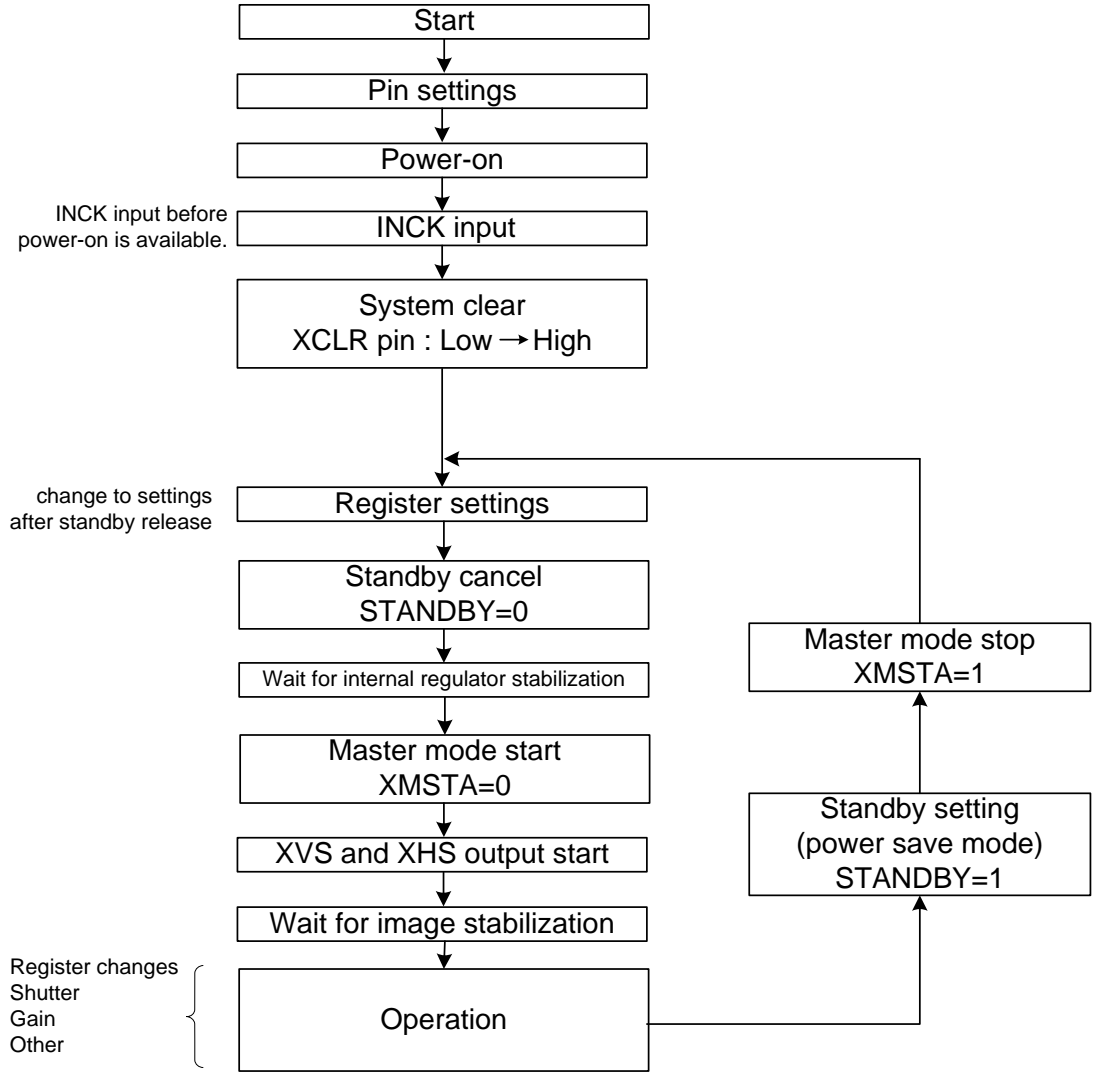 Start
Pin settings
Power-on
INCK input before
power-on is available.
INCK input
System clear
XCLR pin : Low → High
change to settings
after standby release
Register settings
Standby cancel
STANDBY=0
Wait for internal regulator stabilization
Master mode start
XMSTA=0
XVS and XHS output start
Wait for image stabilization
Register changes
Shutter
Gain
Other
Operation
Master mode stop
XMSTA=1
Standby setting
(power save mode)
STANDBY=1